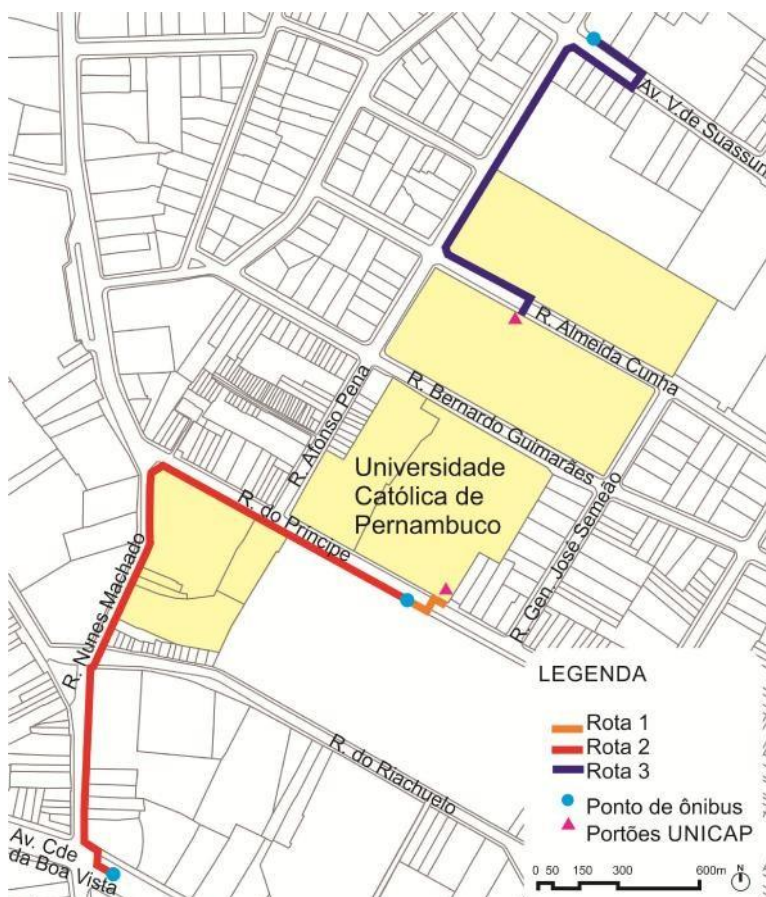 Av. V.de Suassun
R. Almeida Cunha
R. Bernardo Guimarães
R. Afonso Pena
Universidade
Católica de
Pernambuco
R. do Príncipe
R. Gen. José Semeão
R. Nunes Machado
R. do Riachuelo
Av. Cde
da Boa Vista
LEGENDA
Rota 1
Rota 2
Rota 3
Ponto de ônibus
Portões UNICAP
0 50 150 300 600m N